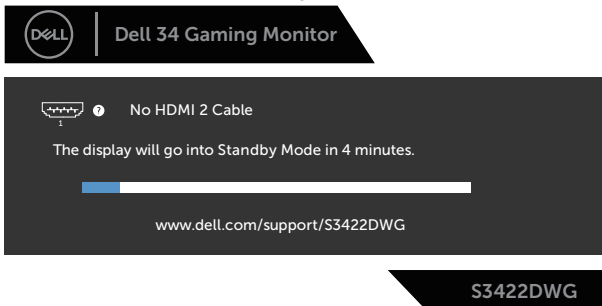 DELL
Dell 34 Gaming Monitor
? No HDMI 2 Cable
1
The display will go into Standby Mode in 4 minutes.
www.dell.com/support/S3422DWG
S3422DWG